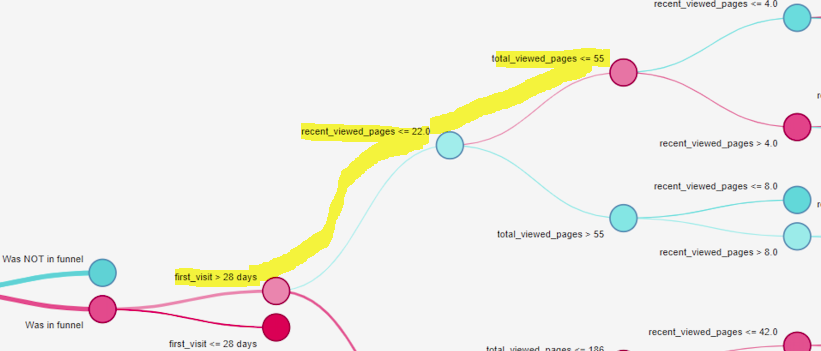 recent_viewed_pages <= 4.0
total_viewed_pages <= 55
recent_viewed_pages <= 22.0
recent_viewed_pages > 4.0
recent_viewed_pages <= 8.0
total_viewed_pages > 55
recent_viewed_pages > 8.0
Was NOT in funnel
first_visit > 28 days
Was in funnel
first_visit <= 28 days
recent_viewed_pages <= 42.0
total_viewed_pages <= 186